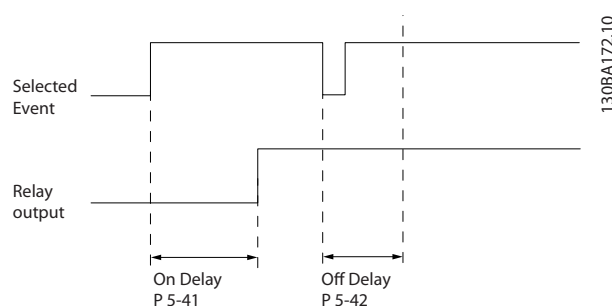 130BA172.10
Selected
Event
Relay
output
On Delay
P 5-41
Off Delay
P 5-42